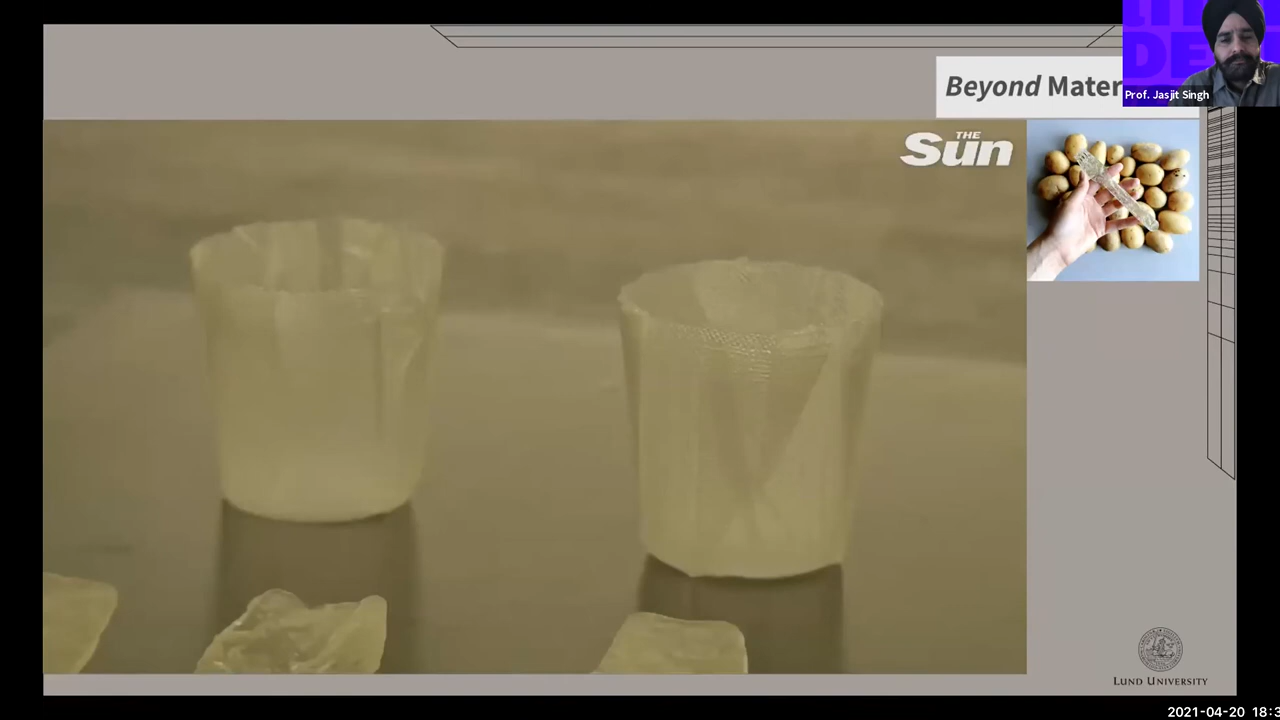 Beyond Mater
Prof. Jasjit Singh
THE
Sun
LUND UNIVERSITY
2021-04-20 18:3